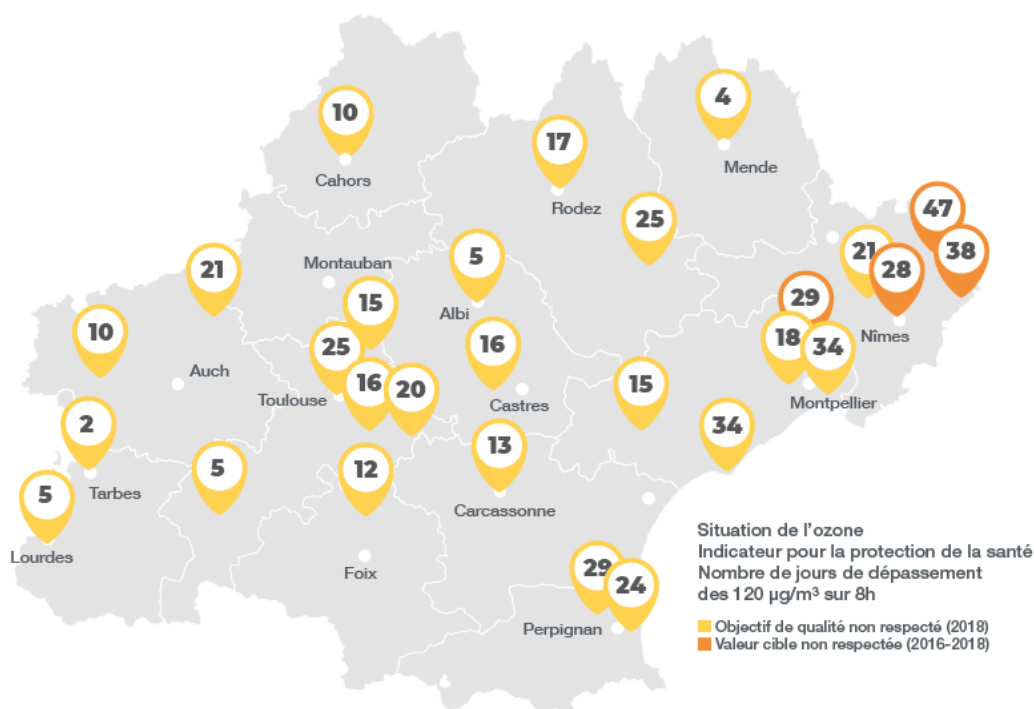 4
10
Cahors
17
Mende
Rodez
47
25
38
21
28
5
Montauban
21
29
15
Albi
10
Nîmes
18
34
25
16
Auch
16
20
15
Toulouse
Castres
Montpellier
2
34
13
5
12
Tarbes
5
Carcassonne
Lourdes
Foix
29
24
Perpignan
Situation de l'ozone
Indicateur pour la protection de la santé
Nombre de jours de dépassement
des 120 µg/m³ sur 8h
Objectif de qualité non respecté (2018)
Valeur cible non respectée (2016-2018)